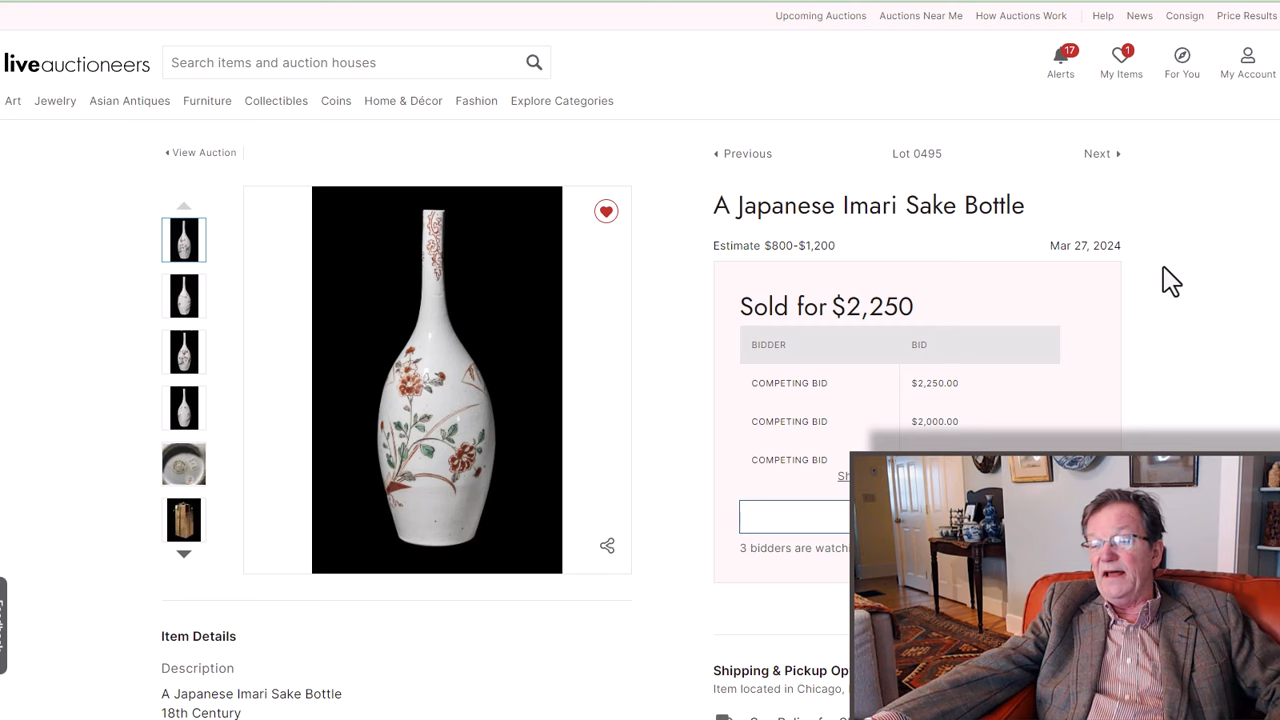 Upcoming Auctions Auctions Near Me How Auctions Work Help News Consign Price Results
liveauctioneers
Search items and auction houses
17
1
Alerts My Items For You My Account
Art Jewelry Asian Antiques Furniture Collectibles Coins Home & Décor Fashion Explore Categories
View Auction
Previous Lot 0495 Next
A Japanese Imari Sake Bottle
Estimate $800-$1,200 Mar 27, 2024
Sold for $2,250
BIDDER BID
COMPETING BID $2,250.00
COMPETING BID $2,000.00
COMPETING BID
3 bidders are
Item Details
Description
A Japanese Imari Sake Bottle
18th Century
Shipping & Pickup
Item located in Chicago,